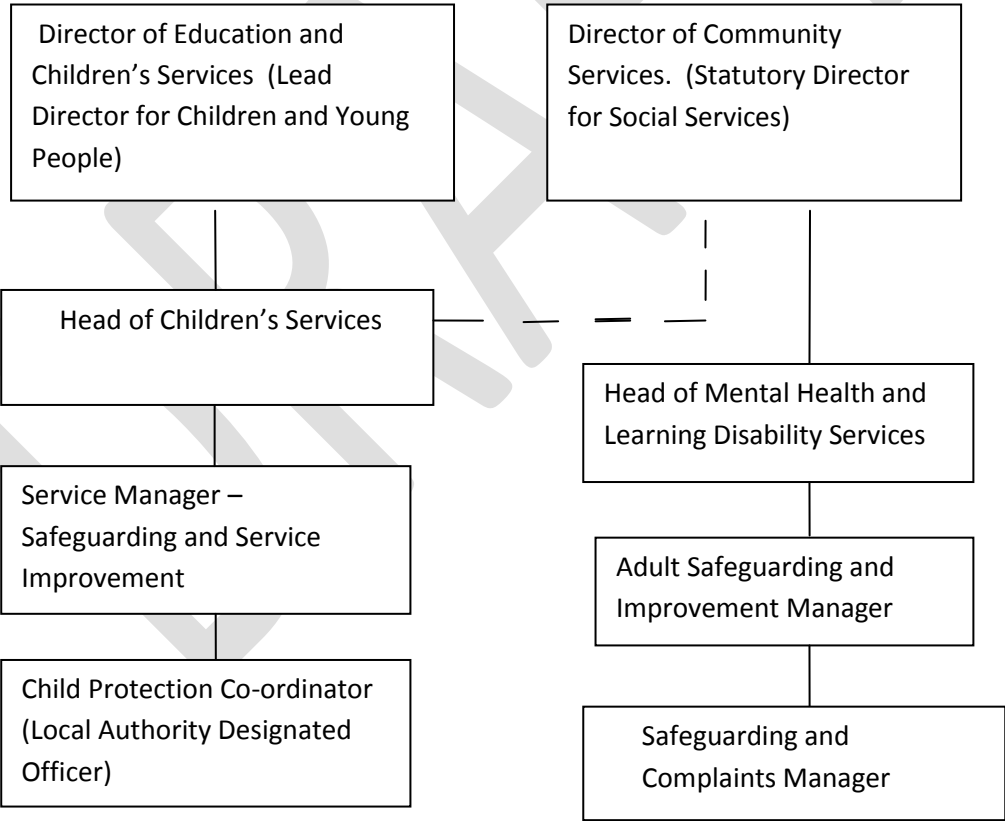 Director of Education and
Children's Services (Lead
Director for Children and Young
People)
Director of Community
Services. (Statutory Director
for Social Services)
Head of Children's Services
Head of Mental Health and
Learning Disability Services
Service Manager –
Safeguarding and Service
Improvement
Adult Safeguarding and
Improvement Manager
Child Protection Co-ordinator
(Local Authority Designated
Officer)
Safeguarding and
Complaints Manager